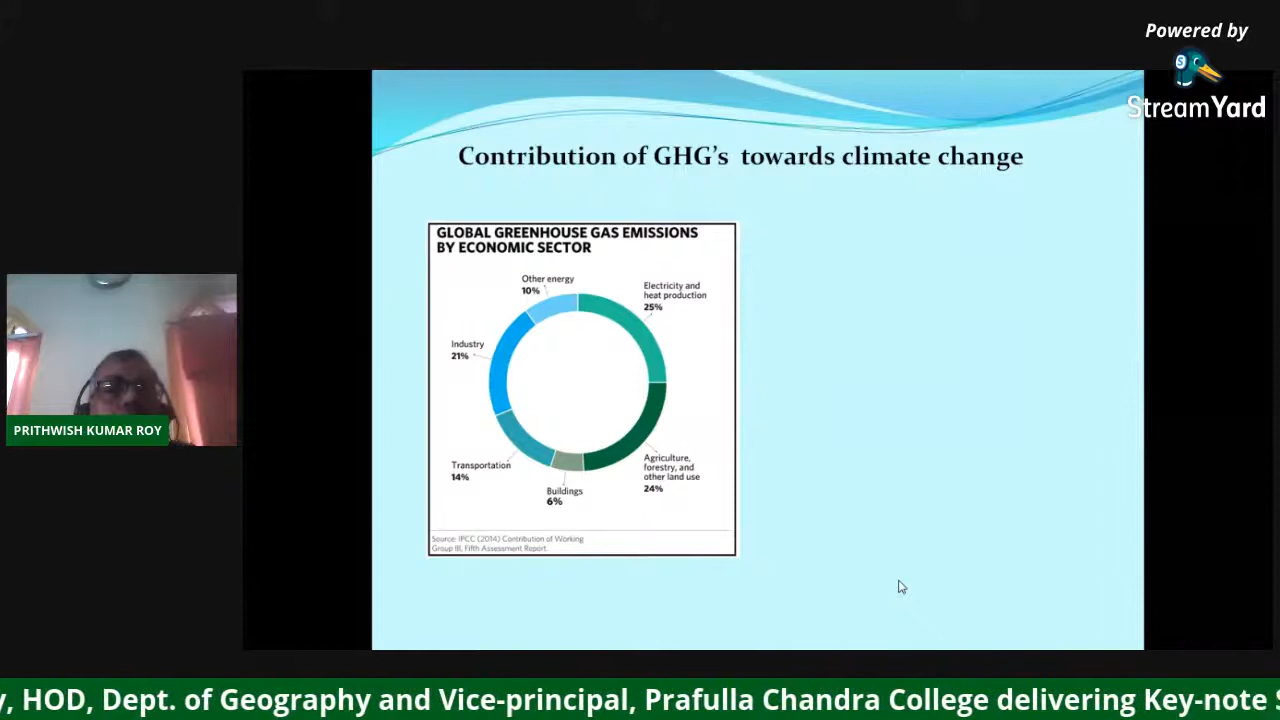 Powered by
StreamYard
Contribution of GHG's towards climate change
GLOBAL GREENHOUSE GAS EMISSIONS
BY ECONOMIC SECTOR
Other energy
10%
Electricity and
heat production
25%
Industry
21%
Transportation
14%
Buildings
6%
Agriculture,
forestry, and
other land use
24%
Source: IPCC (2014) Contribution of Working
Group III, Fifth Assessment Report.
PRITHWISH KUMAR ROY
y, HOD, Dept. of Geography and Vice-principal, Prafulla Chandra College delivering Key-note S